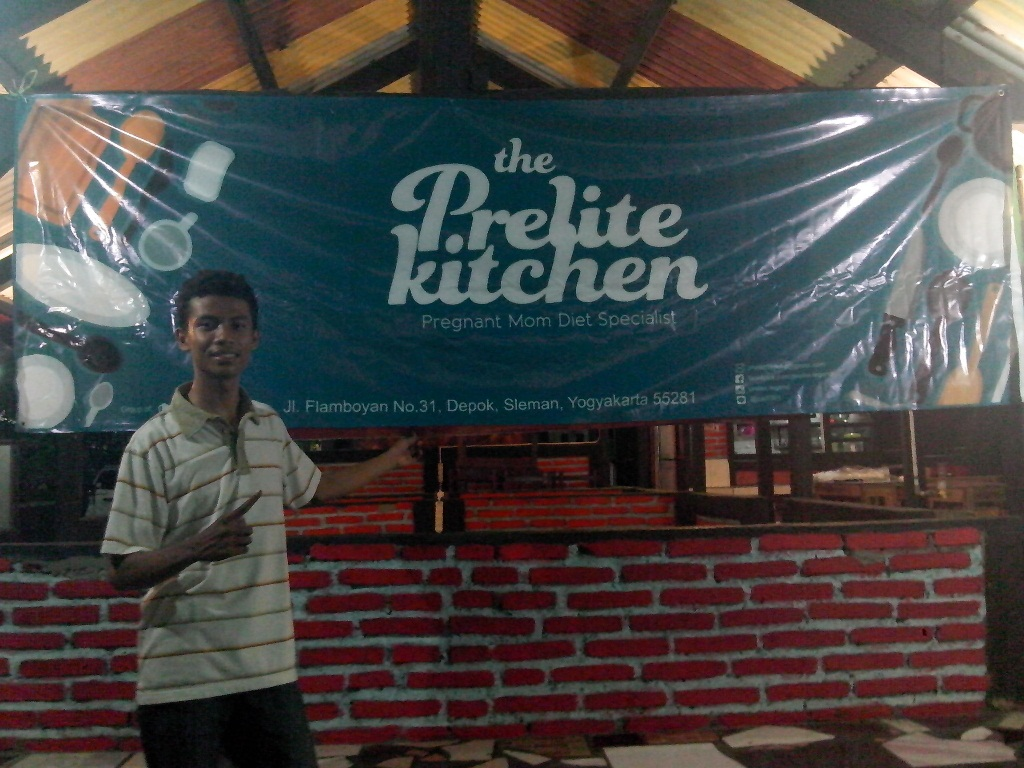 the
Prelite
kitchen
Pregnant Mom Diet Specialist
Jl. Flamboyan No.31, Depok, Sleman, Yogyakarta 55281